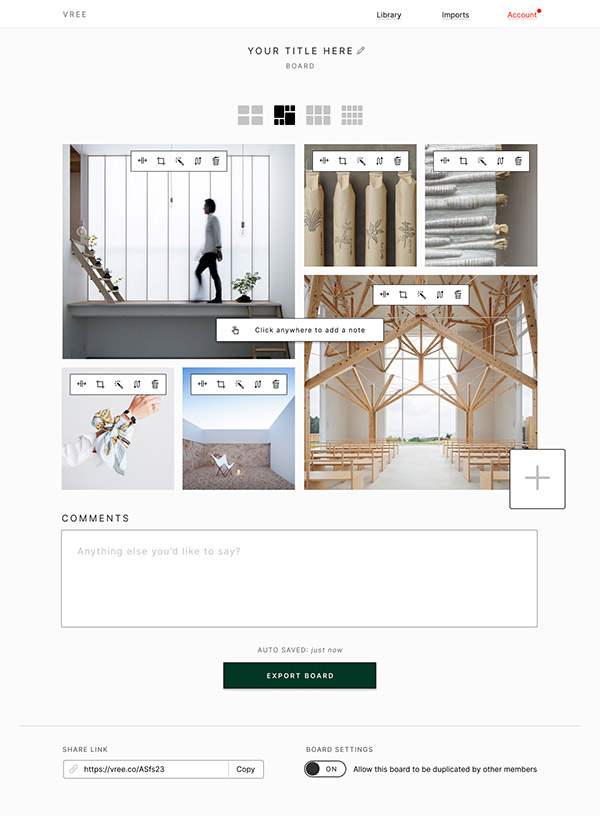 VREE
Library
Imports
Account
YOUR TITLE HERE
BOARD
Click anywhere to add a note
COMMENTS
Anything else you'd like to say?
AUTO SAVED: just now
EXPORT BOARD
SHARE LINK
https://vree.co/ASfs23
Copy
BOARD SETTINGS
ON
Allow this board to be duplicated by other members